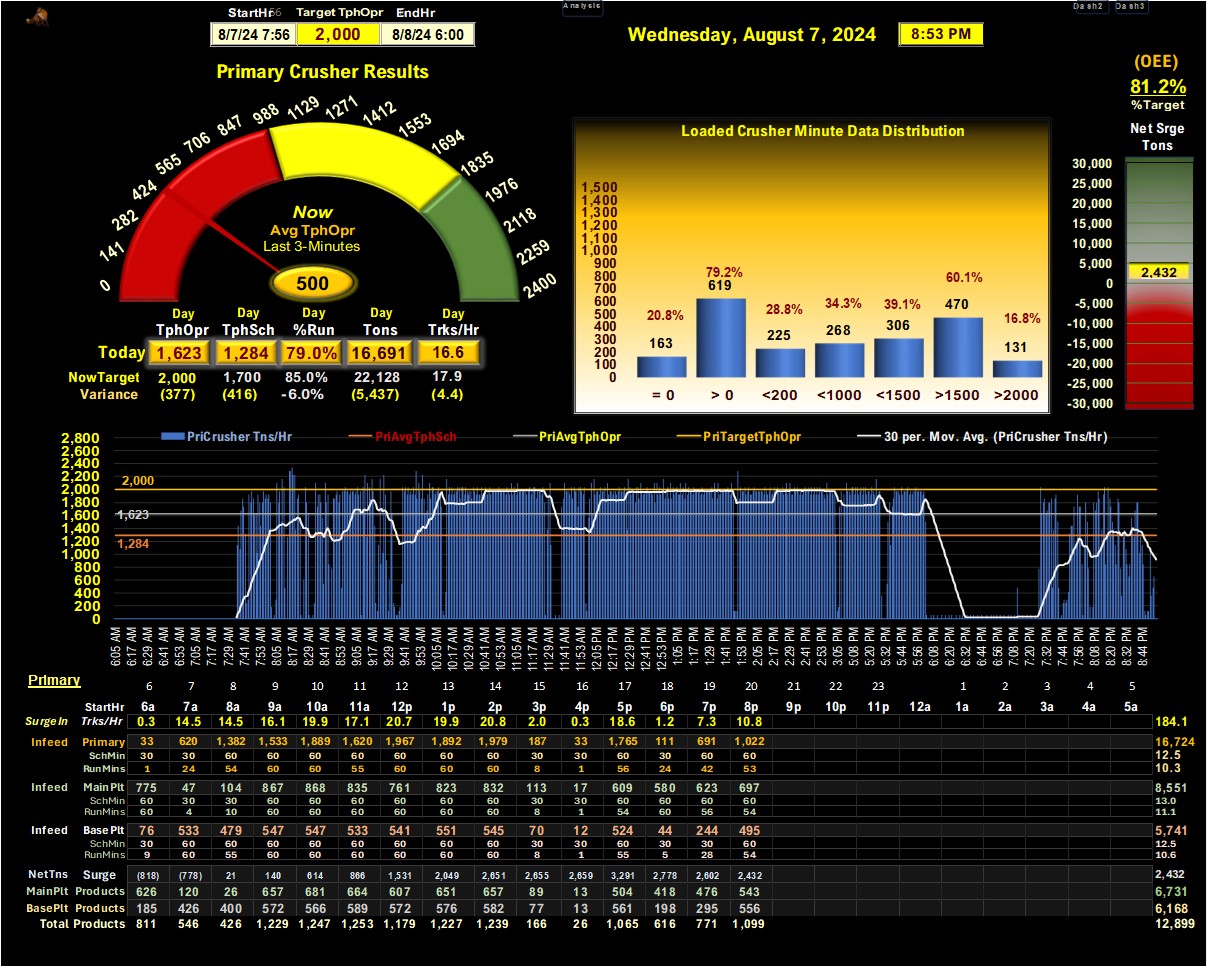 Analysis
Dash2 Dash3
StartHr Target TphOpr EndHr
8/7/24 7:56 2,000 8/8/24 6:00
Wednesday, August 7, 2024 8:53 PM
(OEE)
81.2%
%Target
Primary Crusher Results
0 141 282 424 565 706 847 988 1129 1271 1412 1553 1694 1835 1976 2118 2259 2400
Now
Avg TphOpr
Last 3-Minutes
500
Day Day Day Day Day
TphOpr TphSch %Run Tons Trks/Hr
Today 1,623 1,284 79.0% 16,691 16.6
NowTarget 2,000 1,700 85.0% 22,128 17.9
Variance (377) (416) -6.0% (5,437) (4.4)
Loaded Crusher Minute Data Distribution
1,500
1,400
1,300
1,200
1,100
1,000
900
800
700
600
500
400
300
200
100
0
20.8% 79.2% 28.8% 34.3% 39.1% 60.1% 16.8%
163 619 225 268 306 470 131
= 0 > 0 <200 <1000 <1500 >1500 >2000
Net Srge
Tons
30,000
25,000
20,000
15,000
10,000
5,000
2,432
0
-5,000
-10,000
-15,000
-20,000
-25,000
-30,000
PriCrusher Tns/Hr PriAvgTphSch PriAvgTphOpr PriTargetTphOpr 30 per. Mov. Avg. (PriCrusher Tns/Hr)
2,800
2,600
2,400
2,200
2,000
1,800
1,600
1,400
1,200
1,000
800
600
400
200
0
2,000
1,623
1,284
6:05 AM 6:17 AM 6:29 AM 6:41 AM 6:53 AM 7:05 AM 7:17 AM 7:29 AM 7:41 AM 7:53 AM 8:05 AM 8:17 AM 8:29 AM 8:41 AM 8:53 AM 9:05 AM 9:17 AM 9:29 AM 9:41 AM 9:53 AM 10:05 AM 10:17 AM 10:29 AM 10:41 AM 10:53 AM 11:05 AM 11:17 AM 11:29 AM 11:41 AM 11:53 AM 12:05 PM 12:17 PM 12:29 PM 12:41 PM 12:53 PM 1:05 PM 1:17 PM 1:29 PM 1:41 PM 1:53 PM 2:05 PM 2:17 PM 2:29 PM 2:41 PM 2:53 PM 5:08 PM 5:20 PM 5:32 PM 5:44 PM 5:56 PM 6:08 PM 6:20 PM 6:32 PM 6:44 PM 6:56 PM 7:08 PM 7:20 PM 7:32 PM 7:44 PM 7:56 PM 8:08 PM 8:20 PM 8:32 PM 8:44 PM
Primary 6 7 8 9 10 11 12 13 14 15 16 17 18 19 20 21 22 23 1 2 3 4 5
StartHr 6a 7a 8a 9a 10a 11a 12p 1p 2p 3p 4p 5p 6p 7p 8p 9p 10p 11p 12a 1a 2a 3a 4a 5a
SurgeIn Trks/Hr 0.3 14.5 14.5 16.1 19.9 17.1 20.7 19.9 20.8 2.0 0.3 18.6 1.2 7.3 10.8 184.1
Infeed Primary 33 620 1,382 1,533 1,889 1,620 1,967 1,892 1,979 187 33 1,765 111 691 1,022 16,724
SchMin 30 30 60 60 60 60 60 60 60 30 30 60 30 60 60 12.5
RunMins 1 24 54 60 60 55 60 60 60 8 1 56 24 42 53 10.3
Infeed MainPlt 775 47 104 867 868 835 761 823 832 113 17 609 580 623 697 8,551
SchMin 60 30 30 60 60 60 60 60 60 30 30 60 60 60 60 13.0
RunMins 60 4 10 60 60 60 60 60 60 8 1 54 60 56 54 11.1
Infeed BasePlt 76 533 479 547 547 533 541 551 545 70 12 524 44 244 495 5,741
SchMin 30 60 60 60 60 60 60 60 60 30 30 60 30 30 60 12.5
RunMins 9 60 55 60 60 60 60 60 60 8 1 55 5 28 54 10.6
NetTns Surge (818) (778) 21 140 614 866 1,531 2,049 2,651 2,655 2,659 3,291 2,778 2,602 2,432 2,432
MainPlt Products 626 120 26 657 681 664 607 651 657 89 13 504 418 476 543 6,731
BasePlt Products 185 426 400 572 566 589 572 576 582 77 13 561 198 295 556 6,168
Total Products 811 546 426 1,229 1,247 1,253 1,179 1,227 1,239 166 26 1,065 616 771 1,099 12,899